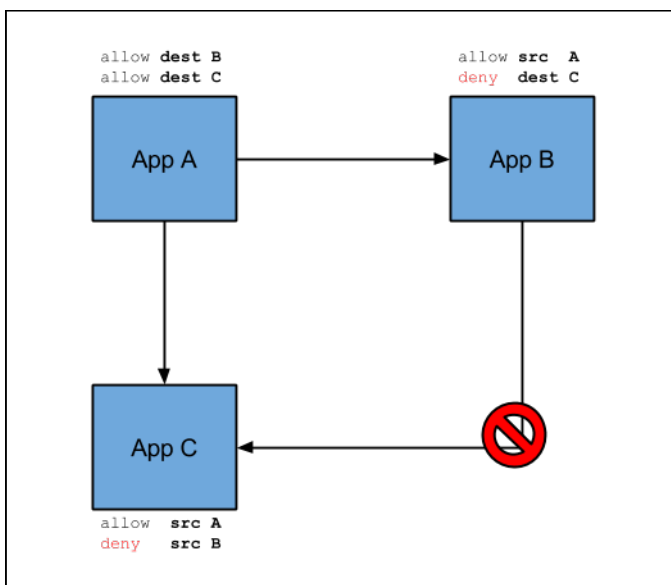 allow dest B
allow dest C
allow src A
deny dest C
App A
App B
App C
allow src A
deny src B